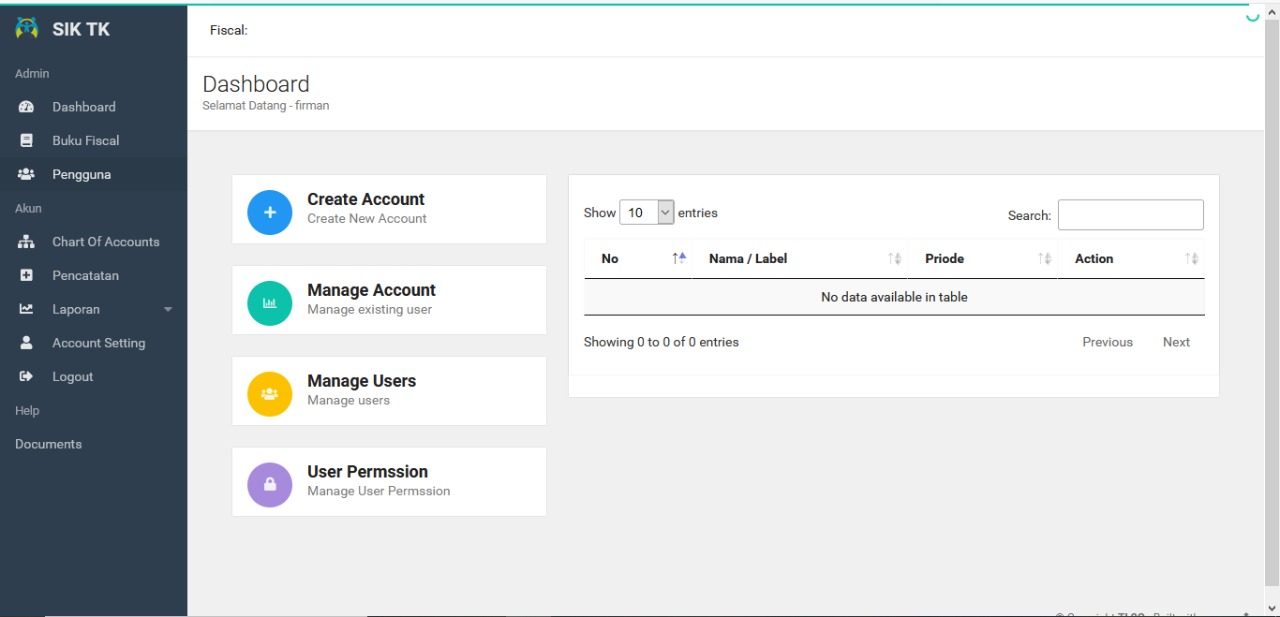 SIK TK
Fiscal:
Admin
Dashboard
Buku Fiscal
Pengguna
Akun
Chart Of Accounts
Pencatatan
Laporan
Account Setting
Logout
Help
Documents
Dashboard
Selamat Datang - firman
Create Account
Create New Account
Manage Account
Manage existing user
Manage Users
Manage users
User Permssion
Manage User Permssion
Show 10 entries
Search:
No Nama / Label Priode Action
No data available in table
Showing 0 to 0 of 0 entries
Previous Next